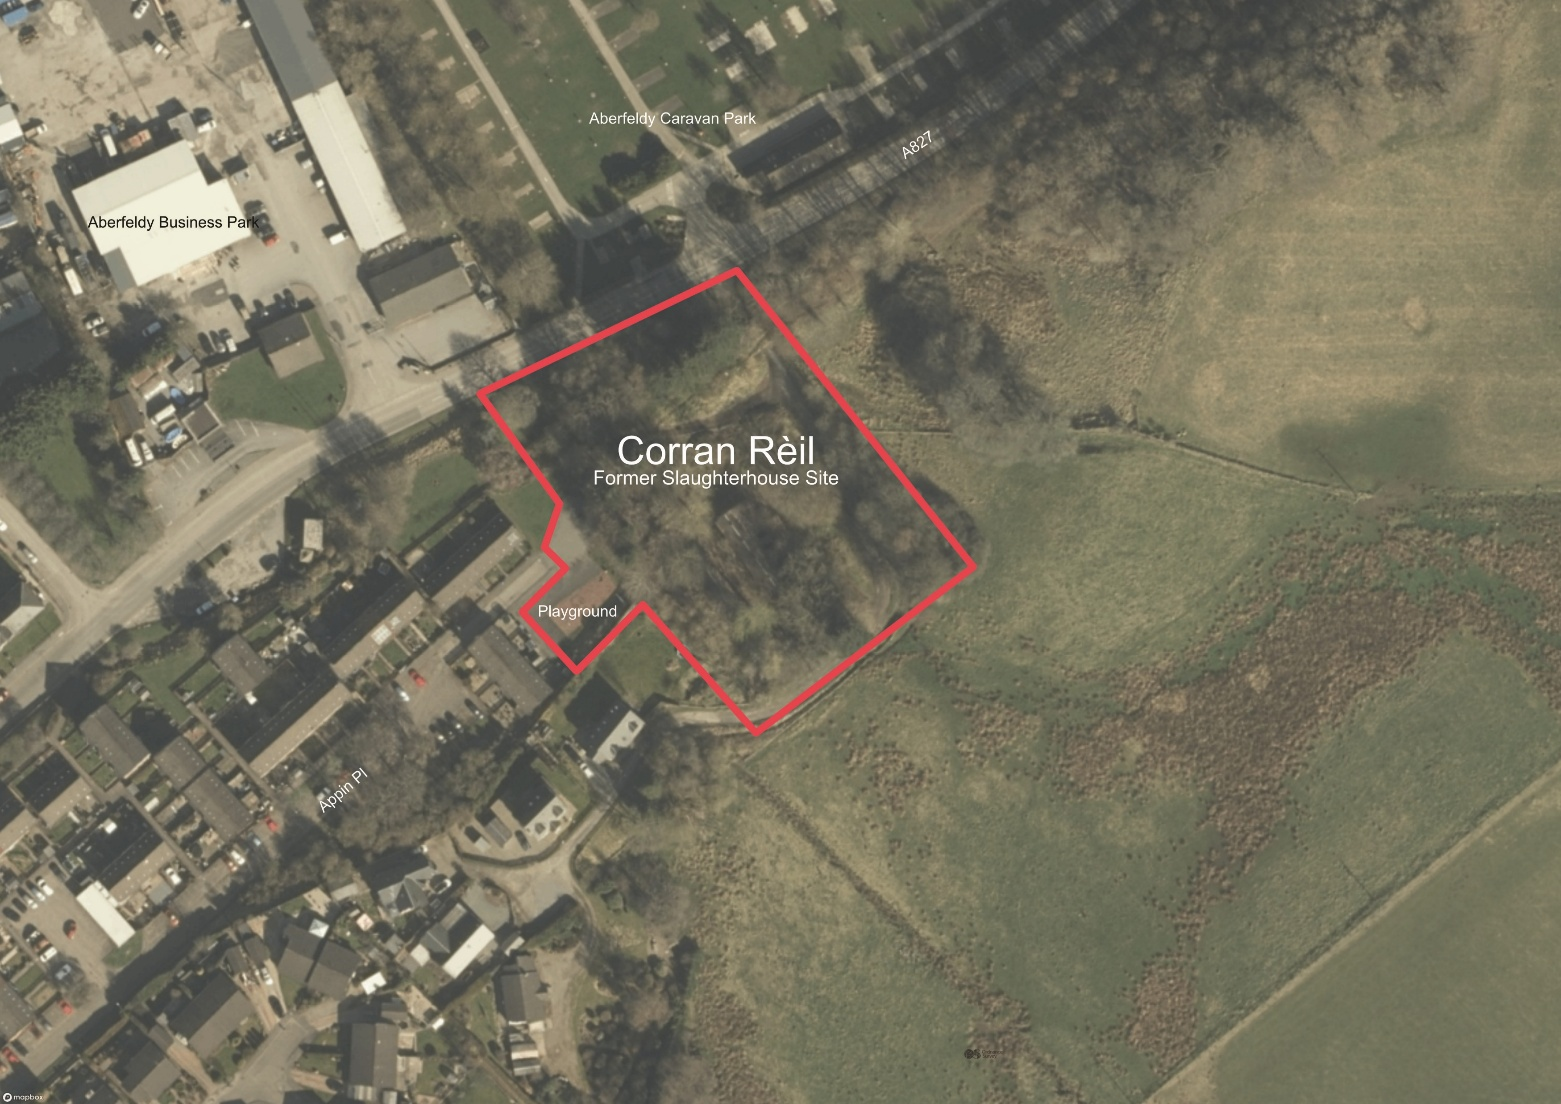 Aberfeldy Caravan Park
A827
Aberfeldy Business Park
Corran Rèil
Former Slaughterhouse Site
Playground
Appin Pl
mapbox